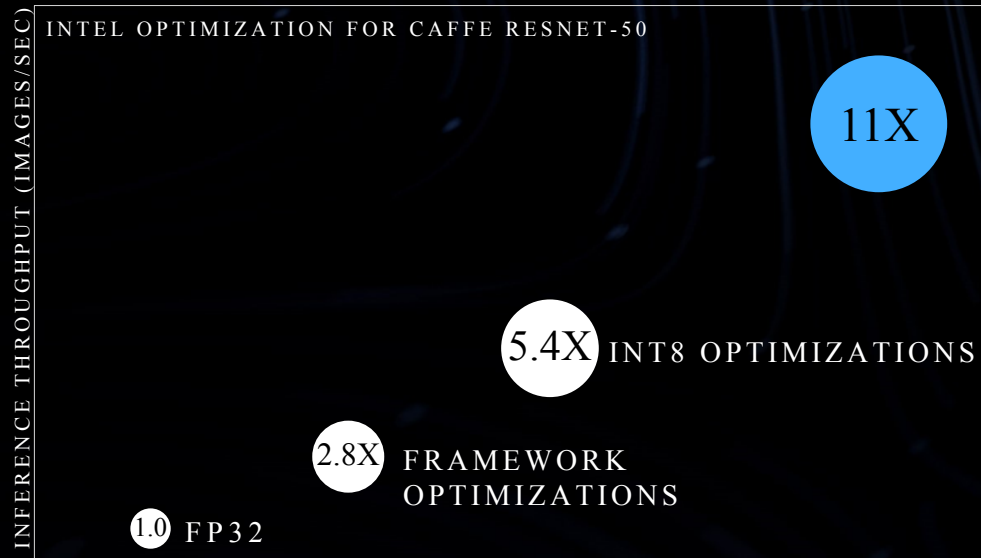 INFERENCE THROUGHPUT (IMAGES/SEC)
INTEL OPTIMIZATION FOR CAFFE RESNET-50
11X
5.4X INT8 OPTIMIZATIONS
2.8X FRAMEWORK
OPTIMIZATIONS
1.0 FP32